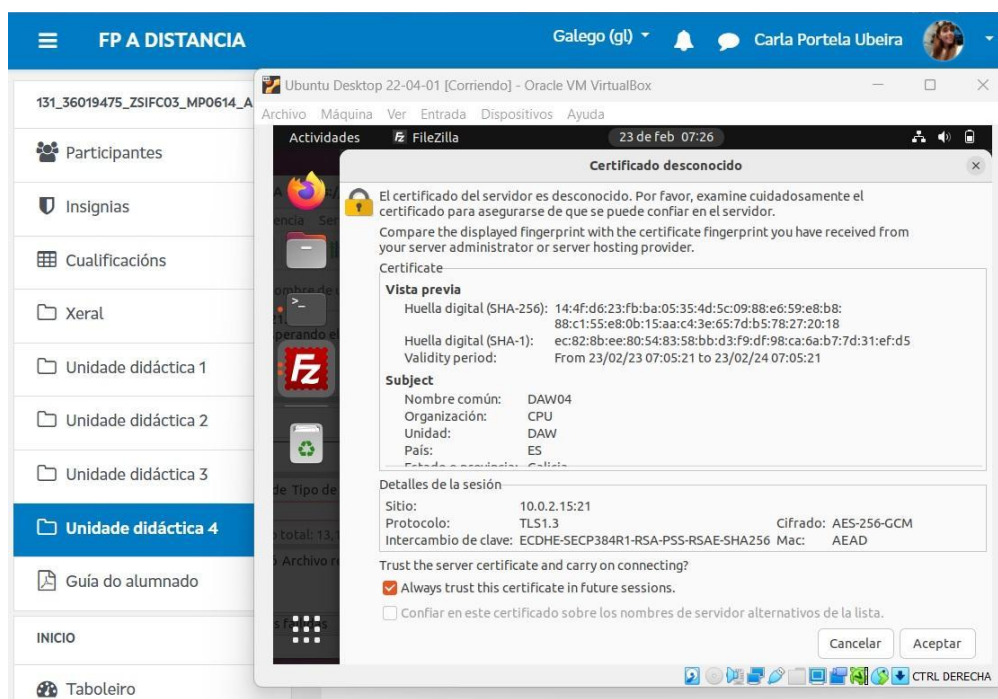 FP A DISTANCIA
Galego (gl)
Carla Portela Ubeira
131_36019475_ZSIFC03_MP0614_A
Participantes
Insignias
Cualificacións
Xeral
Unidade didáctica 1
Unidade didáctica 2
Unidade didáctica 3
Unidade didáctica 4
Guía do alumnado
INICIO
Taboleiro
Ubuntu Desktop 22-04-01 [Corriendo] - Oracle VM VirtualBox
Archivo Máquina Ver Entrada Dispositivos Ayuda
Actividades FileZilla 23 de feb 07:26
Certificado desconocido
El certificado del servidor es desconocido. Por favor, examine cuidadosamente el
certificado para asegurarse de que se puede confiar en el servidor.
Compare the displayed fingerprint with the certificate fingerprint you have received from
your server administrator or server hosting provider.
Certificate
Vista previa
Huella digital (SHA-256): 14:4f:d6:23:fb:ba:05:35:4d:5c:09:88:e6:59:e8:b8:
88:c1:55:e8:0b:15:aa:c4:3e:65:7d:b5:78:27:20:18
Huella digital (SHA-1): ec:82:8b:ee:80:54:83:58:bb:d3:f9:df:98:ca:6a:b7:7d:31:ef:d5
Validity period: From 23/02/23 07:05:21 to 23/02/24 07:05:21
Subject
Nombre común: DAW04
Organización: CPU
Unidad: DAW
País: ES
Estado o provincia: Galicia
Detalles de la sesión
Sitio: 10.0.2.15:21
Protocolo: TLS1.3 Cifrado: AES-256-GCM
Intercambio de clave: ECDHE-SECP384R1-RSA-PSS-RSAE-SHA256 Mac: AEAD
Trust the server certificate and carry on connecting?
Always trust this certificate in future sessions.
Confiar en este certificado sobre los nombres de servidor alternativos de la lista.
Cancelar Aceptar
CTRL DERECHA